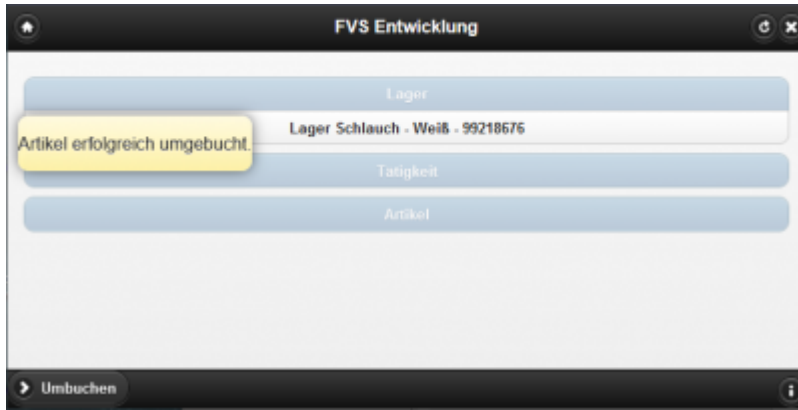 FVS Entwicklung
Lager
Lager Schlauch - Weiß - 99218676
Artikel erfolgreich umgebucht.
Tätigkeit
Artikel
Umbuchen